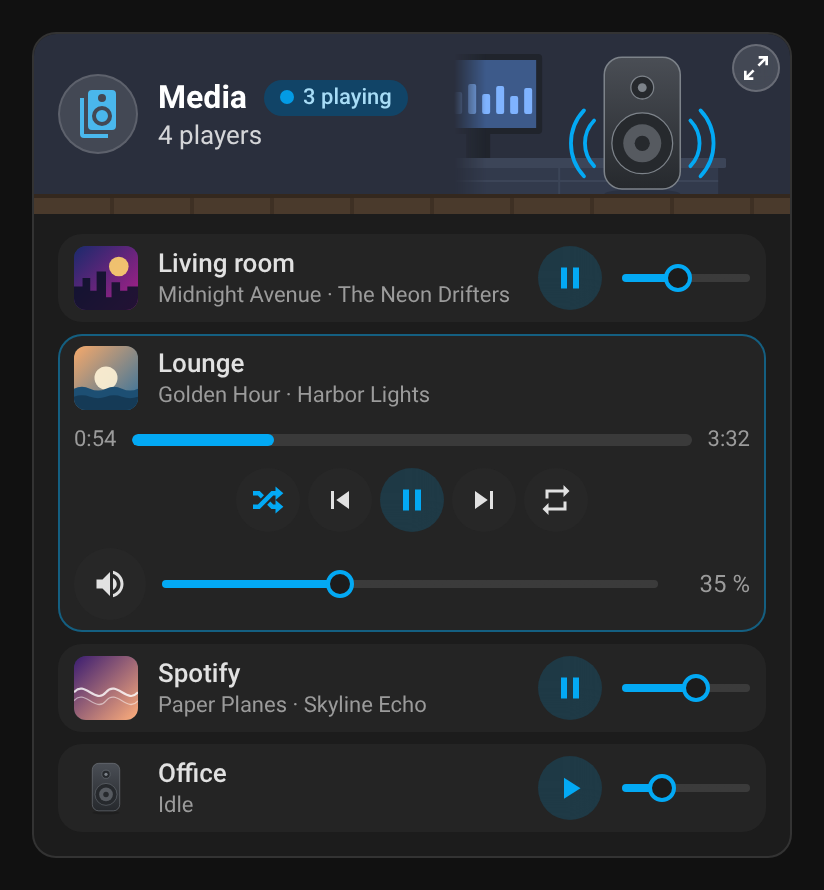 Media
3 playing
4 players
Living room
Midnight Avenue · The Neon Drifters
Lounge
Golden Hour · Harbor Lights
0:54
3:32
35 %
Spotify
Paper Planes · Skyline Echo
Office
Idle